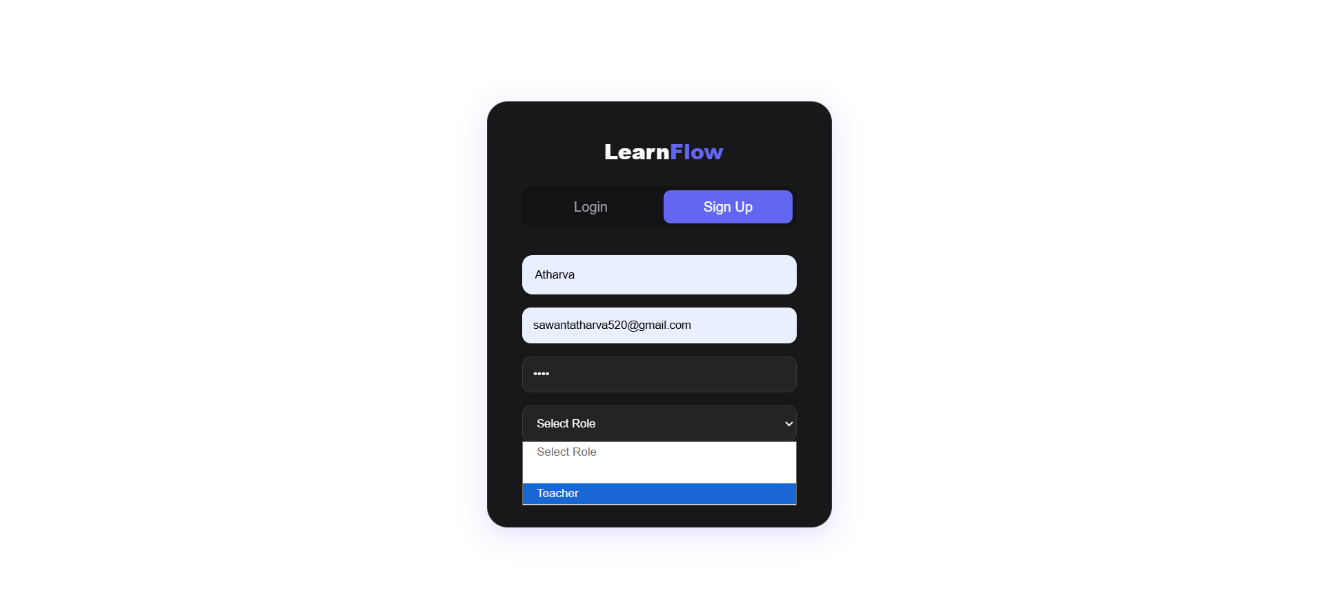 LearnFlow
Login Sign Up
Atharva
sawantatharva520@gmail.com
••••
Select Role
Select Role
Teacher